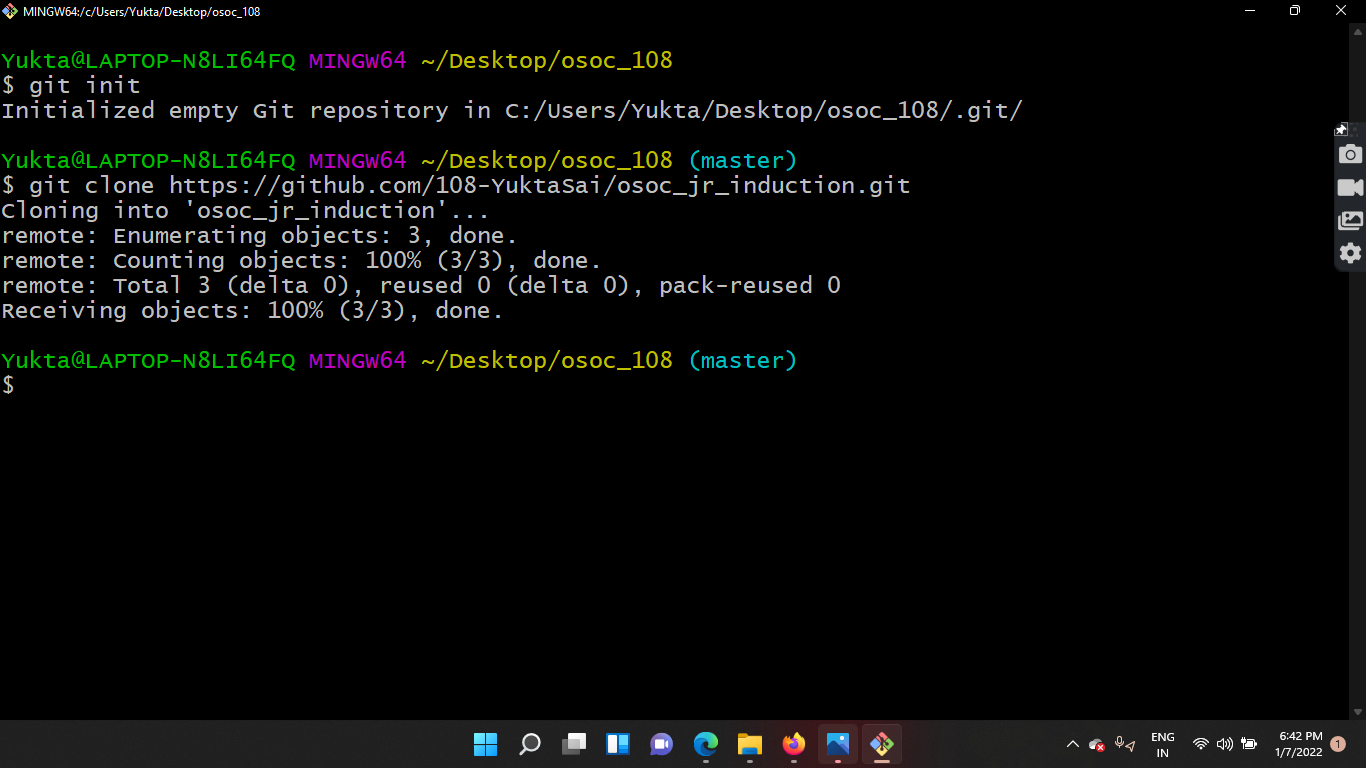 MINGW64:/c/Users/Yukta/Desktop/osoc_108
Yukta@LAPTOP-N8LI64FQ MINGW64 ~/Desktop/osoc_108
$ git init
Initialized empty Git repository in C:/Users/Yukta/Desktop/osoc_108/.git/
Yukta@LAPTOP-N8LI64FQ MINGW64 ~/Desktop/osoc_108 (master)
$ git clone https://github.com/108-YuktaSai/osoc_jr_induction.git
Cloning into 'osoc_jr_induction'...
remote: Enumerating objects: 3, done.
remote: Counting objects: 100% (3/3), done.
remote: Total 3 (delta 0), reused 0 (delta 0), pack-reused 0
Receiving objects: 100% (3/3), done.
Yukta@LAPTOP-N8LI64FQ MINGW64 ~/Desktop/osoc_108 (master)
$
ENG
IN
6:42 PM
1/7/2022
1